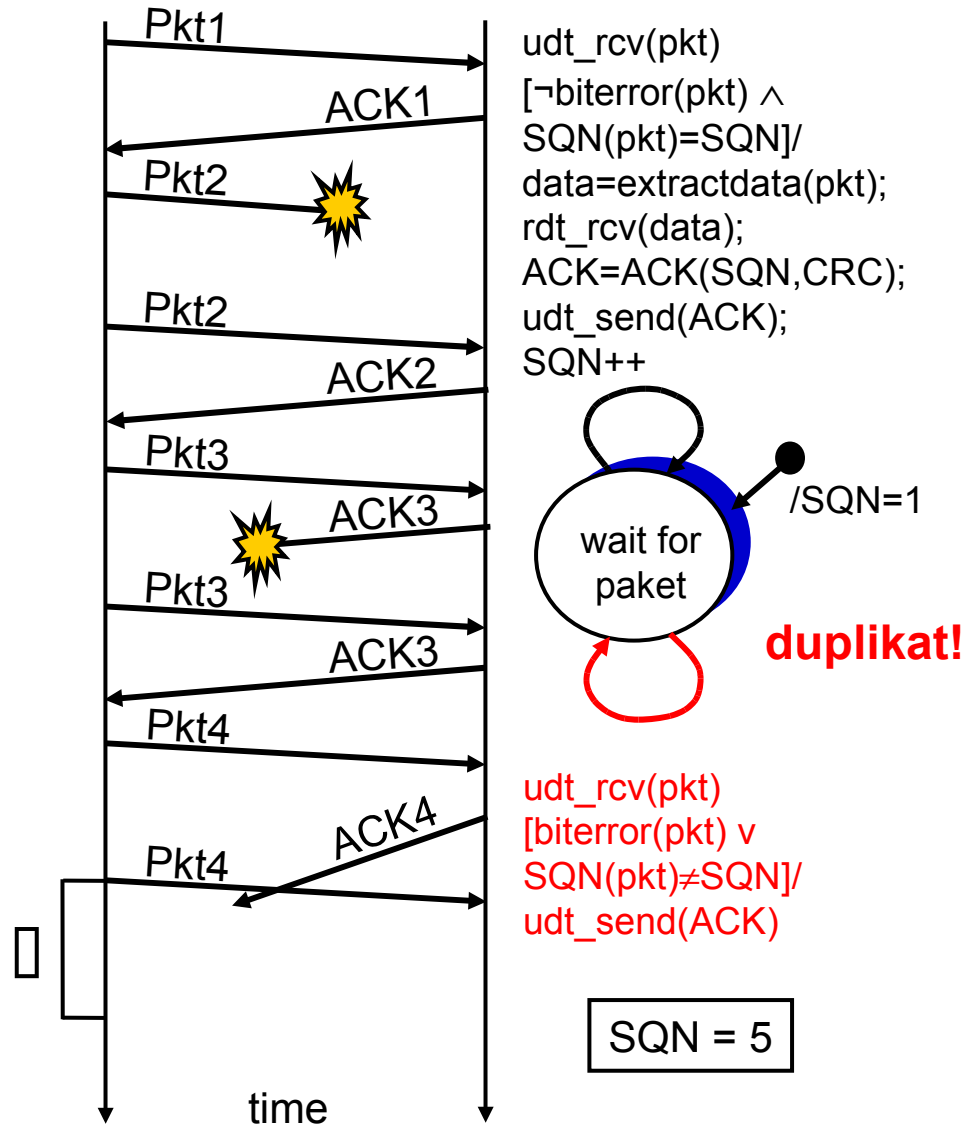 Pkt1
ACK1
Pkt2
Pkt2
ACK2
Pkt3
ACK3
Pkt3
ACK3
Pkt4
ACK4
Pkt4
time
udt_rcv(pkt)
[¬biterror(pkt) ∧
SQN(pkt)=SQN]/
data=extractdata(pkt);
rdt_rcv(data);
ACK=ACK(SQN,CRC);
udt_send(ACK);
SQN++
/SQN=1
wait for
paket
duplikat!
udt_rcv(pkt)
[biterror(pkt) v
SQN(pkt)≠SQN]/
udt_send(ACK)
SQN = 5